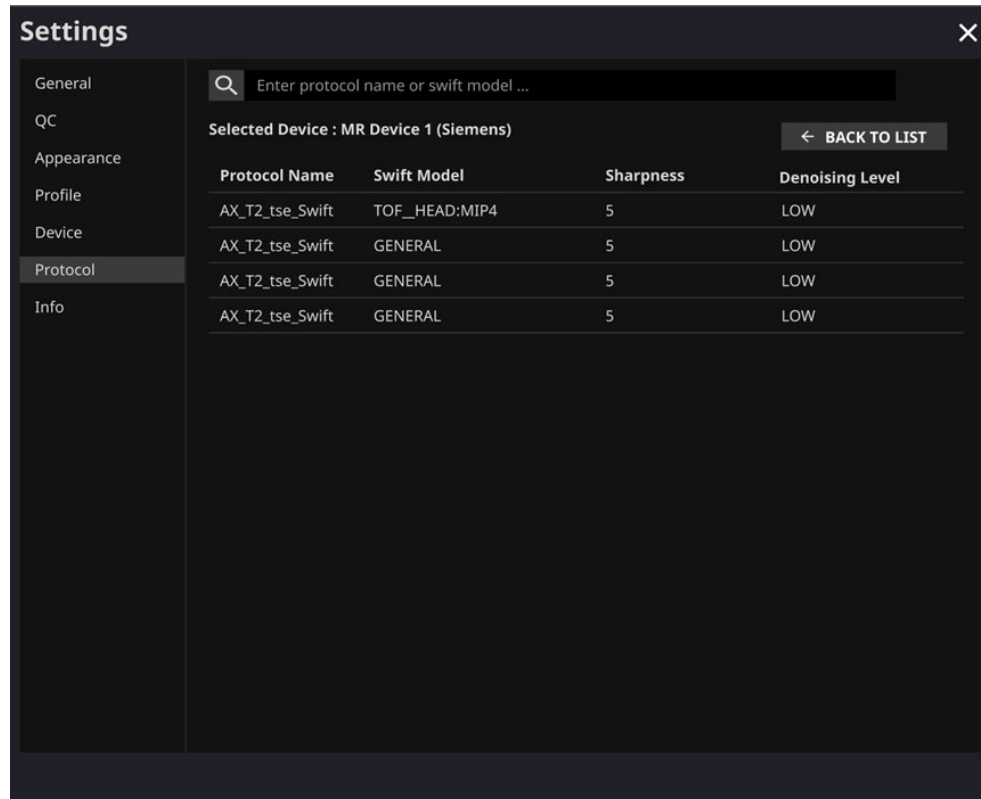 Settings
General
QC
Appearance
Profile
Device
Protocol
Info
Enter protocol name or swift model ...
Selected Device : MR Device 1 (Siemens)
← BACK TO LIST
Protocol Name Swift Model Sharpness Denoising Level
AX_T2_tse_Swift TOF__HEAD:MIP4 5 LOW
AX_T2_tse_Swift GENERAL 5 LOW
AX_T2_tse_Swift GENERAL 5 LOW
AX_T2_tse_Swift GENERAL 5 LOW